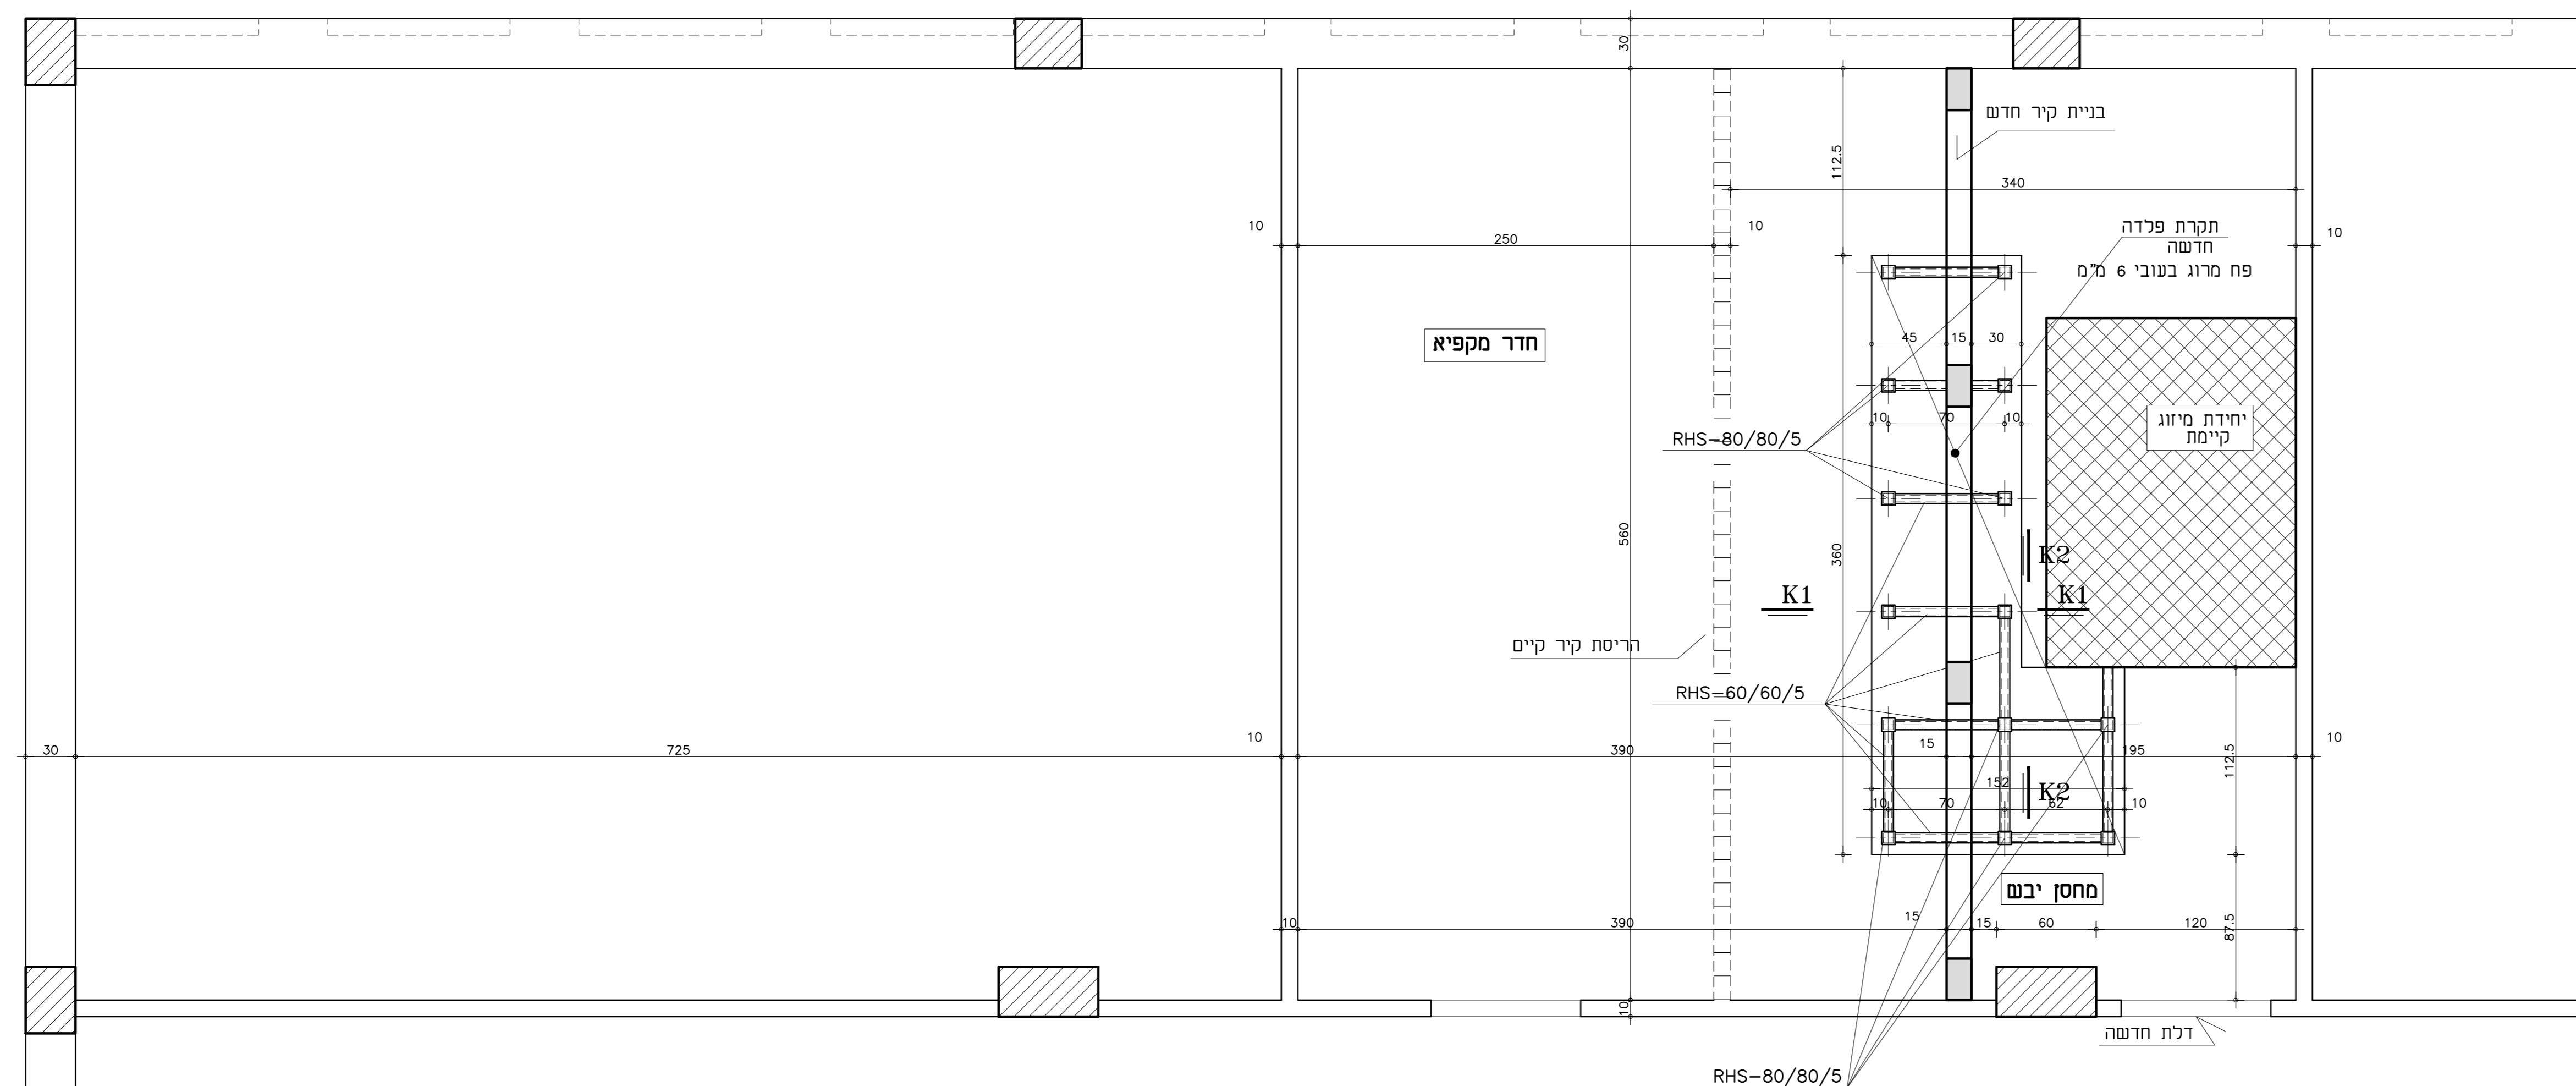 30
בניית קיר חדש
112.5
340
תקרת פלדה
חדשה
פח מרוג בעובי 6 מ"מ
10
250
10
10
חדר מקפיא
45
15
30
יחידת מיזוג
קיימת
10
70
10
RHS-80/80/5
560
360
K2
K1
K1
הריסת קיר קיים
RHS-60/60/5
30
725
10
390
15
195
10
112.5
152
K2
10
70
62
10
מחסן יבש
10
390
15
15
60
120
87.5
10
דלת חדשה
RHS-80/80/5